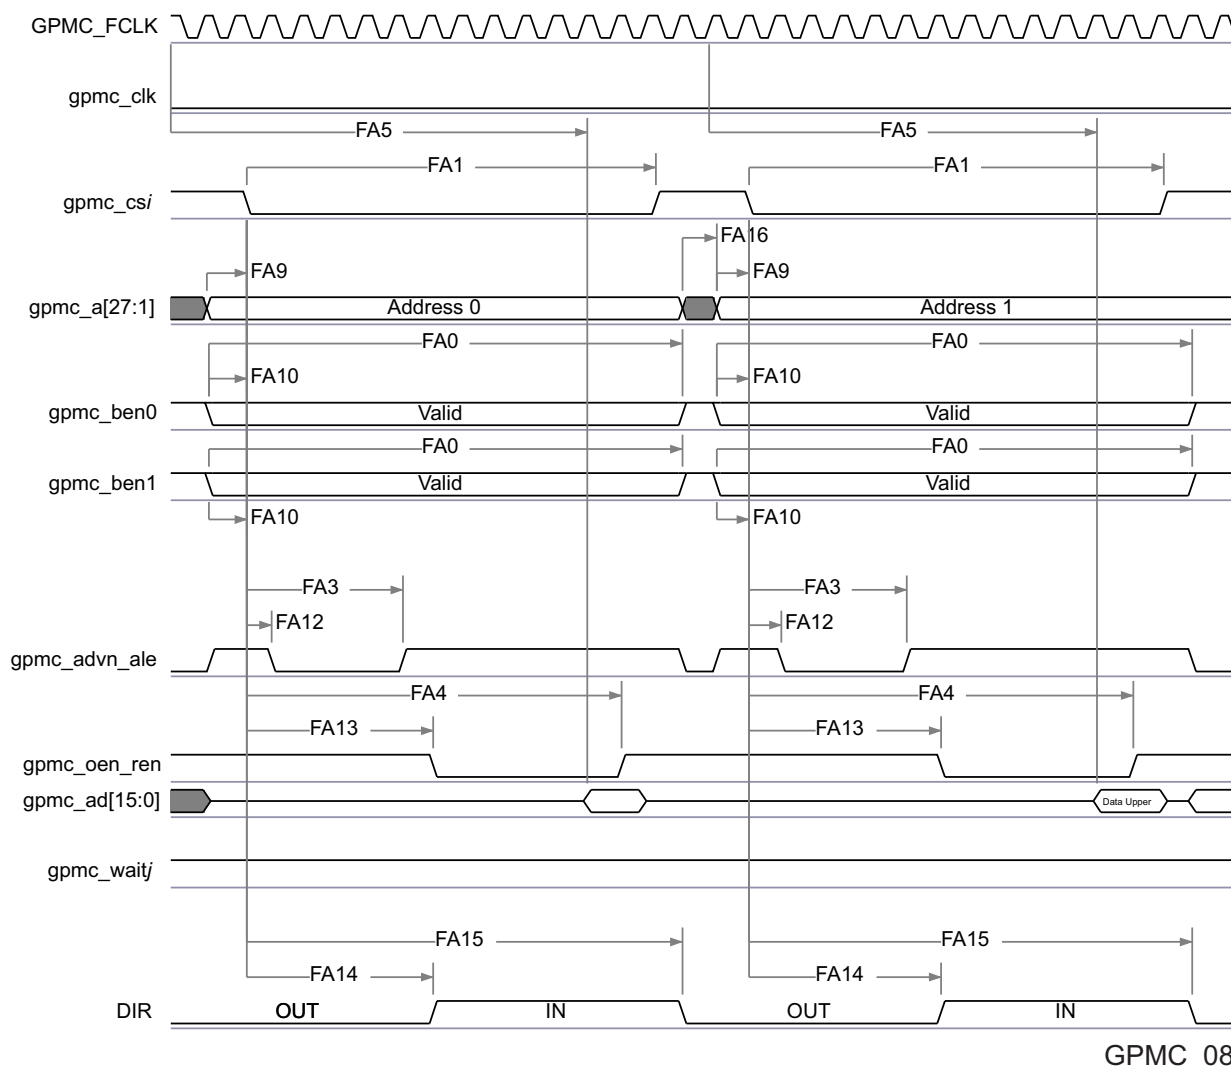 GPMC_FCLK
gpmc_clk
FA5 FA5
FA1 FA1
gpmc_csi
FA16
FA9 FA9
gpmc_a[27:1] Address 0 Address 1
FA0 FA0
FA10 FA10
gpmc_ben0 Valid Valid
FA0 FA0
gpmc_ben1 Valid Valid
FA10 FA10
FA3 FA3
FA12 FA12
gpmc_advn_ale
FA4 FA4
FA13 FA13
gpmc_oen_ren
gpmc_ad[15:0] Data Upper
gpmc_waitj
FA15 FA15
FA14 FA14
DIR OUT IN OUT IN
GPMC_08